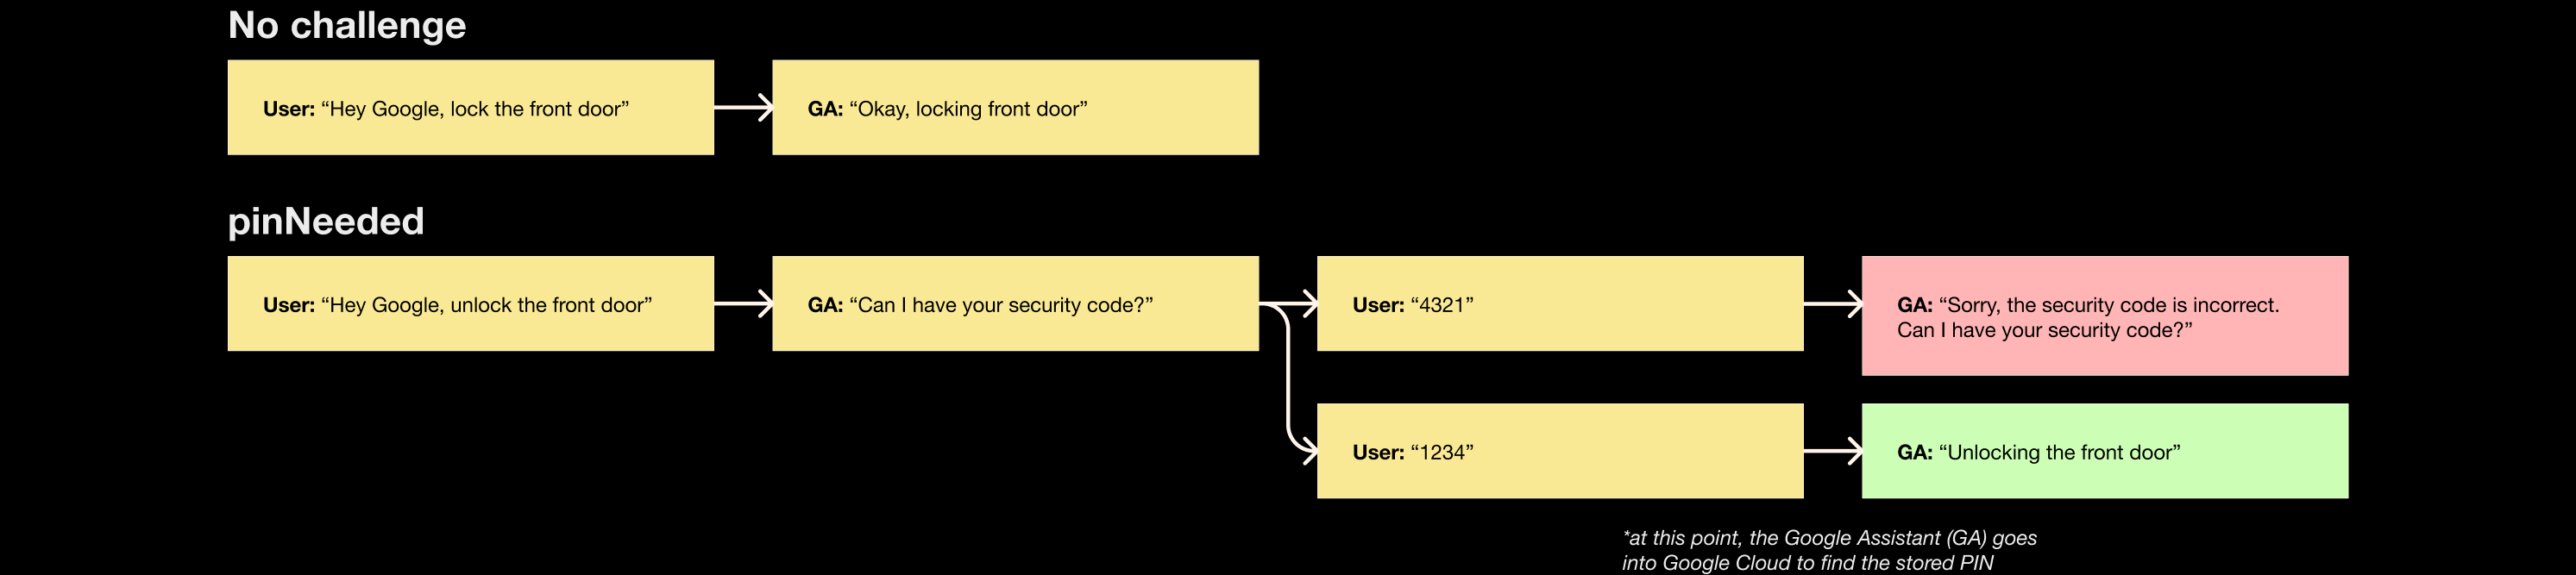 No challenge
User: “Hey Google, lock the front door”
GA: “Okay, locking front door”
pinNeeded
User: “Hey Google, unlock the front door”
GA: “Can I have your security code?”
User: “4321”
GA: “Sorry, the security code is incorrect.
Can I have your security code?”
User: “1234”
GA: “Unlocking the front door”
*at this point, the Google Assistant (GA) goes
into Google Cloud to find the stored PIN